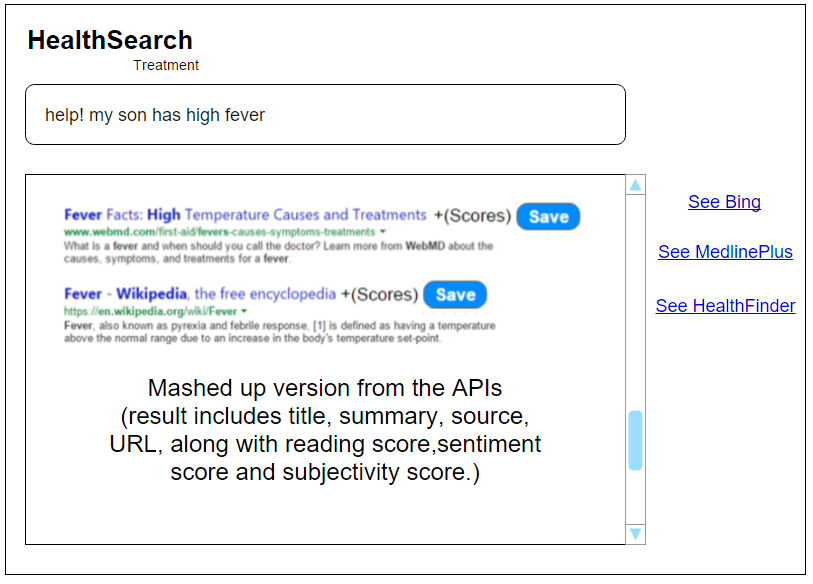 HealthSearch
Treatment
help! my son has high fever
Fever Facts: High Temperature Causes and Treatments +(Scores) Save
www.webmd.com/first-aid/fevers-causes-symptoms-treatments
What is a fever and when should you call the doctor? Learn more from WebMD about the
causes, symptoms, and treatments for a fever.
Fever - Wikipedia, the free encyclopedia +(Scores) Save
https://en.wikipedia.org/wiki/Fever
Fever, also known as pyrexia and febrile response, [1] is defined as having a temperature
above the normal range due to an increase in the body's temperature set-point.
Mashed up version from the APIs
(result includes title, summary, source,
URL, along with reading score,sentiment
score and subjectivity score.)
See Bing
See MedlinePlus
See HealthFinder